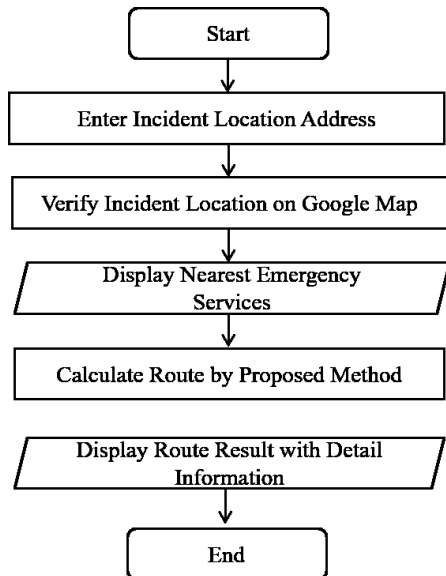 Start
Enter Incident Location Address
Verify Incident Location on Google Map
Display Nearest Emergency
Services
Calculate Route by Proposed Method
Display Route Result with Detail
Information
End